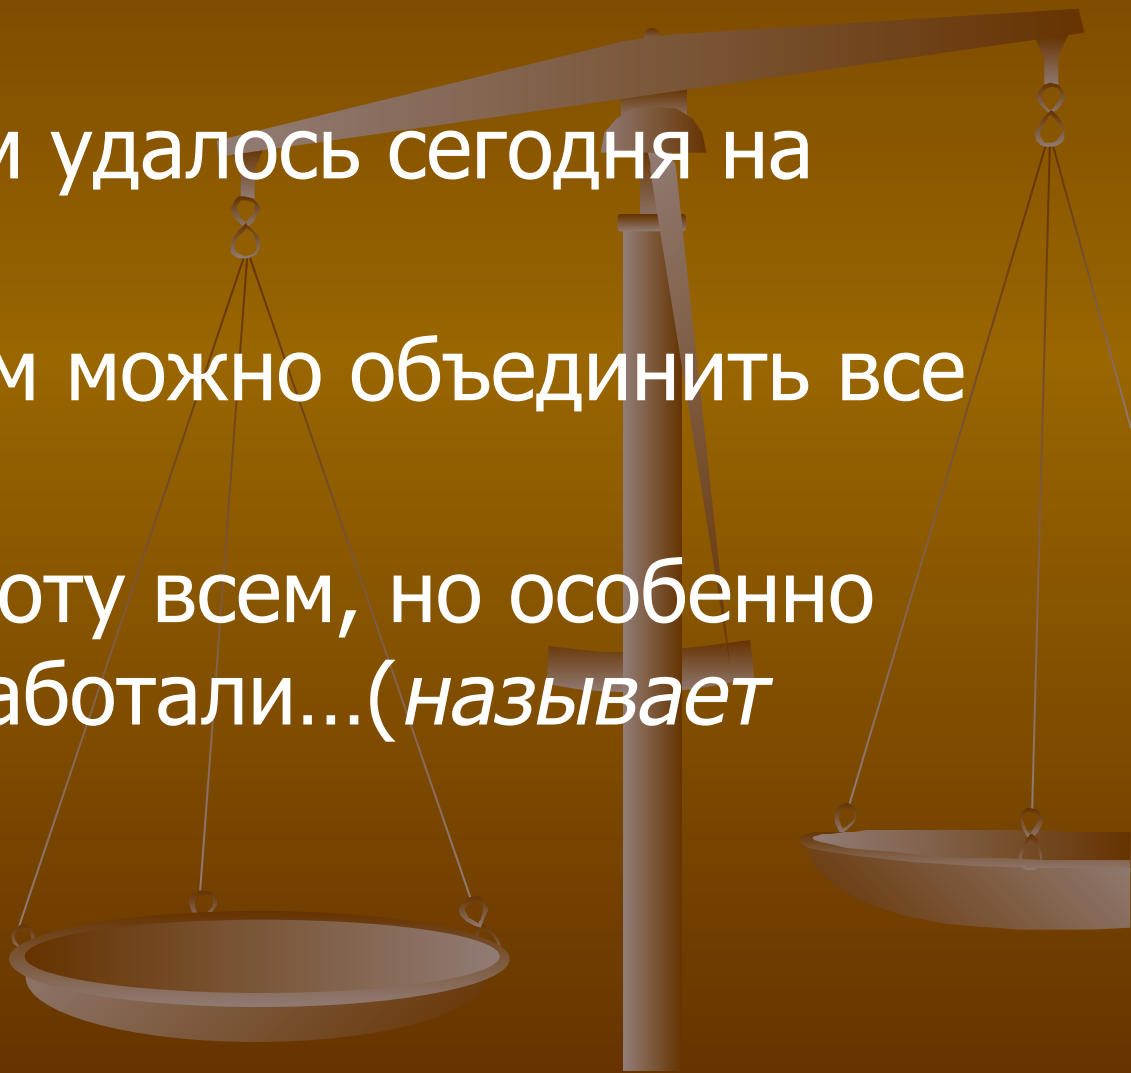 м удалось сегодня на
м можно объединить все
оту всем, но особенно
аботали…(называет